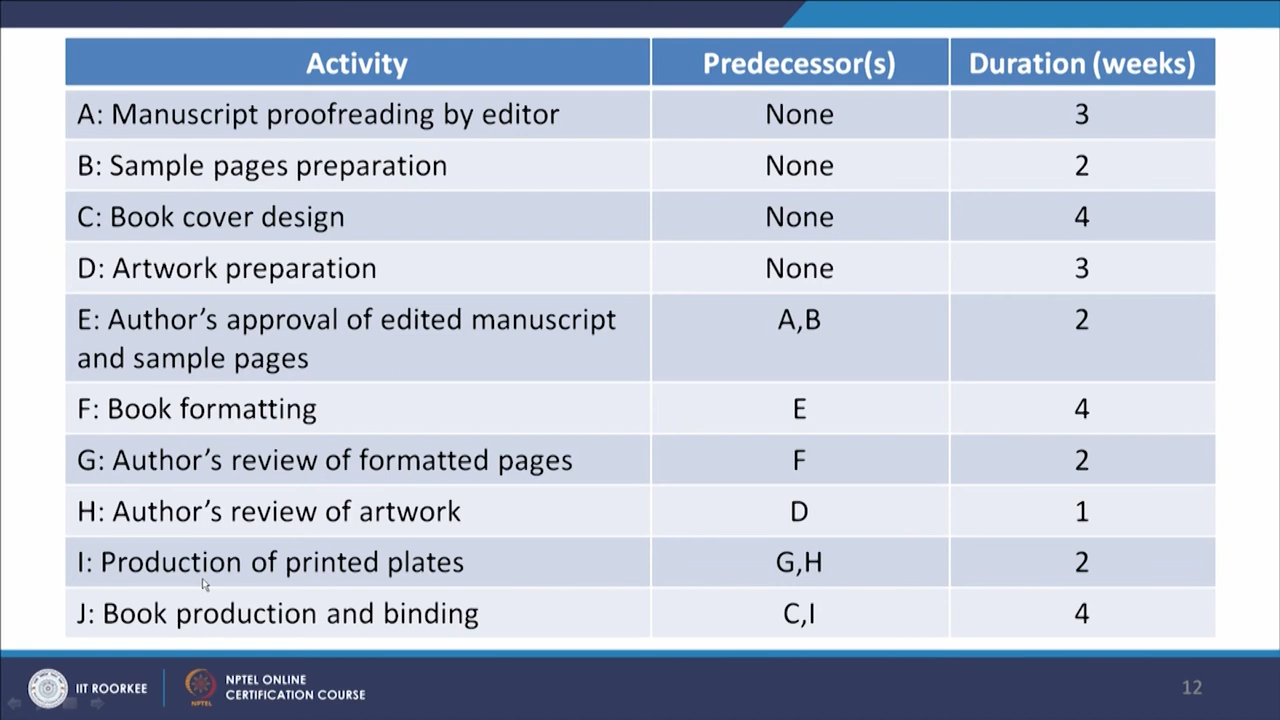 Activity Predecessor(s) Duration (weeks)
A: Manuscript proofreading by editor None 3
B: Sample pages preparation None 2
C: Book cover design None 4
D: Artwork preparation None 3
E: Author’s approval of edited manuscript A,B 2
and sample pages
F: Book formatting E 4
G: Author’s review of formatted pages F 2
H: Author’s review of artwork D 1
I: Production of printed plates G,H 2
J: Book production and binding C,I 4
IIT ROORKEE
NPTEL
NPTEL ONLINE
CERTIFICATION COURSE
12